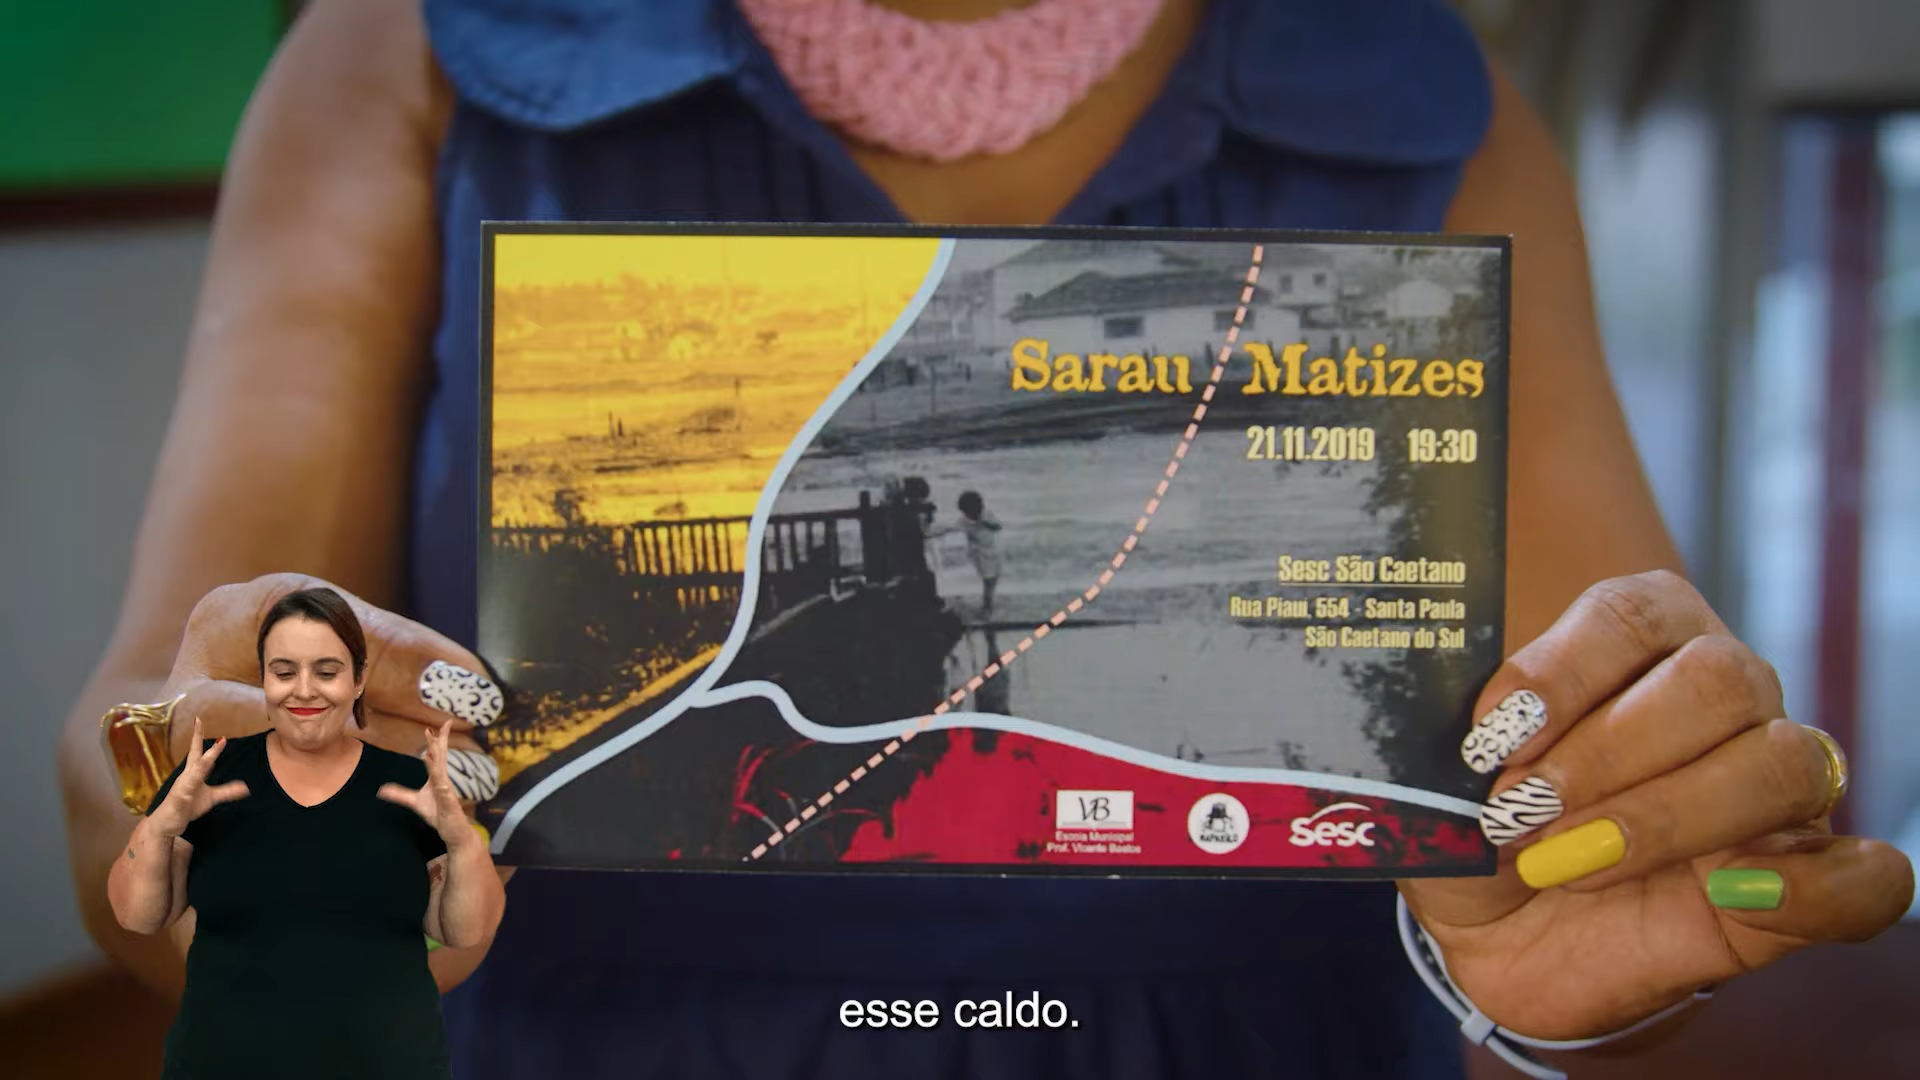 Sarau Matizes
21.11.2019 19:30
Sesc São Caetano
Rua Piauí, 554 - Santa Paula
São Caetano do Sul
VB
Escola Municipal
Prof. Vicente Bastos
Sesc
esse caldo.